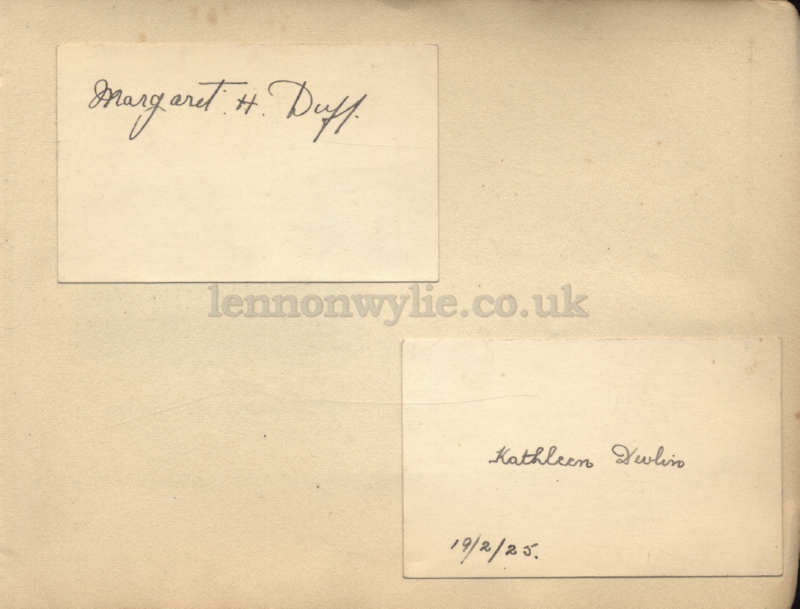 Margaret H. Duff.
lennonwylie.co.uk
Kathleen Devlin
19/2/25.